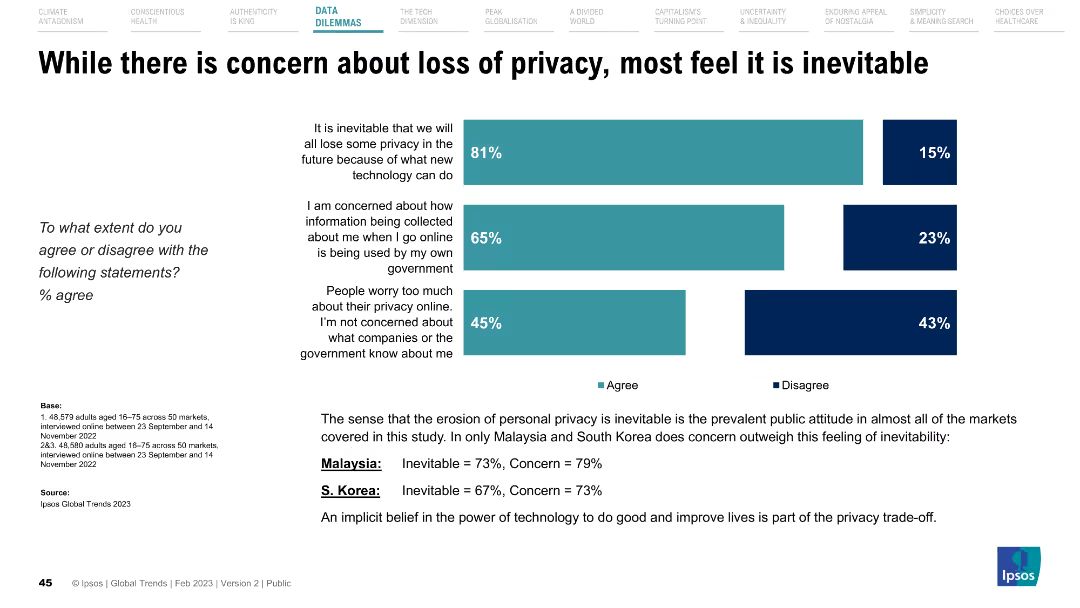 CLIMATE
ANTAGONISM
CONSCIENTIOUS
HEALTH
AUTHENTICITY
IS KING
DATA
DILEMMAS
THE TECH
DIMENSION
PEAK
GLOBALISATION
A DIVIDED
WORLD
CAPITALISM'S
TURNING POINT
UNCERTAINTY
& INEQUALITY
ENDURING APPEAL
OF NOSTALGIA
SIMPLICITY
& MEANING SEARCH
CHOICES OVER
HEALTHCARE
While there is concern about loss of privacy, most feel it is inevitable
To what extent do you
agree or disagree with the
following statements?
% agree
It is inevitable that we will
all lose some privacy in the
future because of what new
technology can do
81%
15%
I am concerned about how
information being collected
about me when I go online
is being used by my own
government
65%
23%
People worry too much
about their privacy online.
I'm not concerned about
what companies or the
government know about me
45%
43%
Agree
Disagree
Base:
1. 48,579 adults aged 16–75 across 50 markets,
interviewed online between 23 September and 14
November 2022
2&3. 48,580 adults aged 16–75 across 50 markets,
interviewed online between 23 September and 14
November 2022
Source:
Ipsos Global Trends 2023
The sense that the erosion of personal privacy is inevitable is the prevalent public attitude in almost all of the markets
covered in this study. In only Malaysia and South Korea does concern outweigh this feeling of inevitability:
Malaysia: Inevitable = 73%, Concern = 79%
S. Korea: Inevitable = 67%, Concern = 73%
An implicit belief in the power of technology to do good and improve lives is part of the privacy trade-off.
45 © Ipsos | Global Trends | Feb 2023 | Version 2 | Public
Ipsos